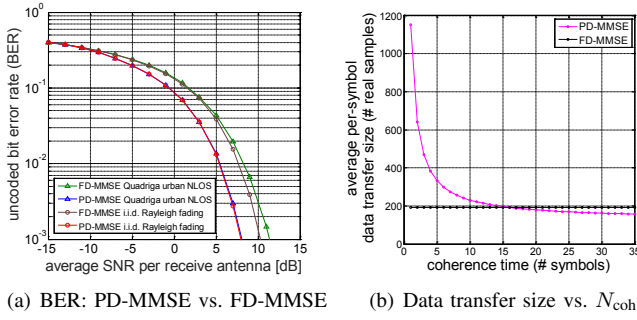 uncoded bit error rate (BER)
10^0
10^-1
10^-2
10^-3
FD-MMSE Quadriga urban NLOS
PD-MMSE Quadriga urban NLOS
FD-MMSE i.i.d. Rayleigh fading
PD-MMSE i.i.d. Rayleigh fading
-15 -10 -5 0 5 10 15
average SNR per receive antenna [dB]
(a) BER: PD-MMSE vs. FD-MMSE
average per-symbol
data transfer size (# real samples)
1200
1000
800
600
400
200
0
PD-MMSE
FD-MMSE
0 5 10 15 20 25 30 35
coherence time (# symbols)
(b) Data transfer size vs. N_coh